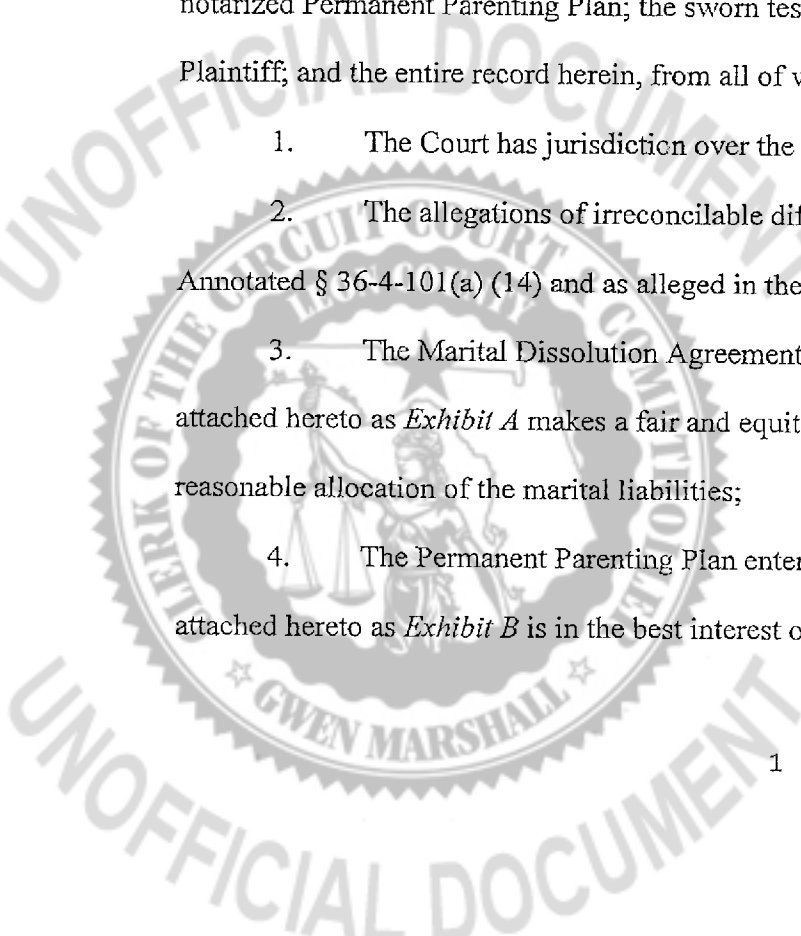 notarized Permanent Parenting Plan; the sworn tes
Plaintiff; and the entire record herein, from all of
1. The Court has jurisdiction over the
2. The allegations of irreconcilable dif
Annotated § 36-4-101(a) (14) and as alleged in the
3. The Marital Dissolution Agreement
attached hereto as Exhibit A makes a fair and equit
reasonable allocation of the marital liabilities;
4. The Permanent Parenting Plan enter
attached hereto as Exhibit B is in the best interest o
1
UNOFFICIAL DOCUMENT
CLERK OF THE CIRCUIT COURT & COMPTROLLER
GWEN MARSHALL
UNOFFICIAL DOCUMENT